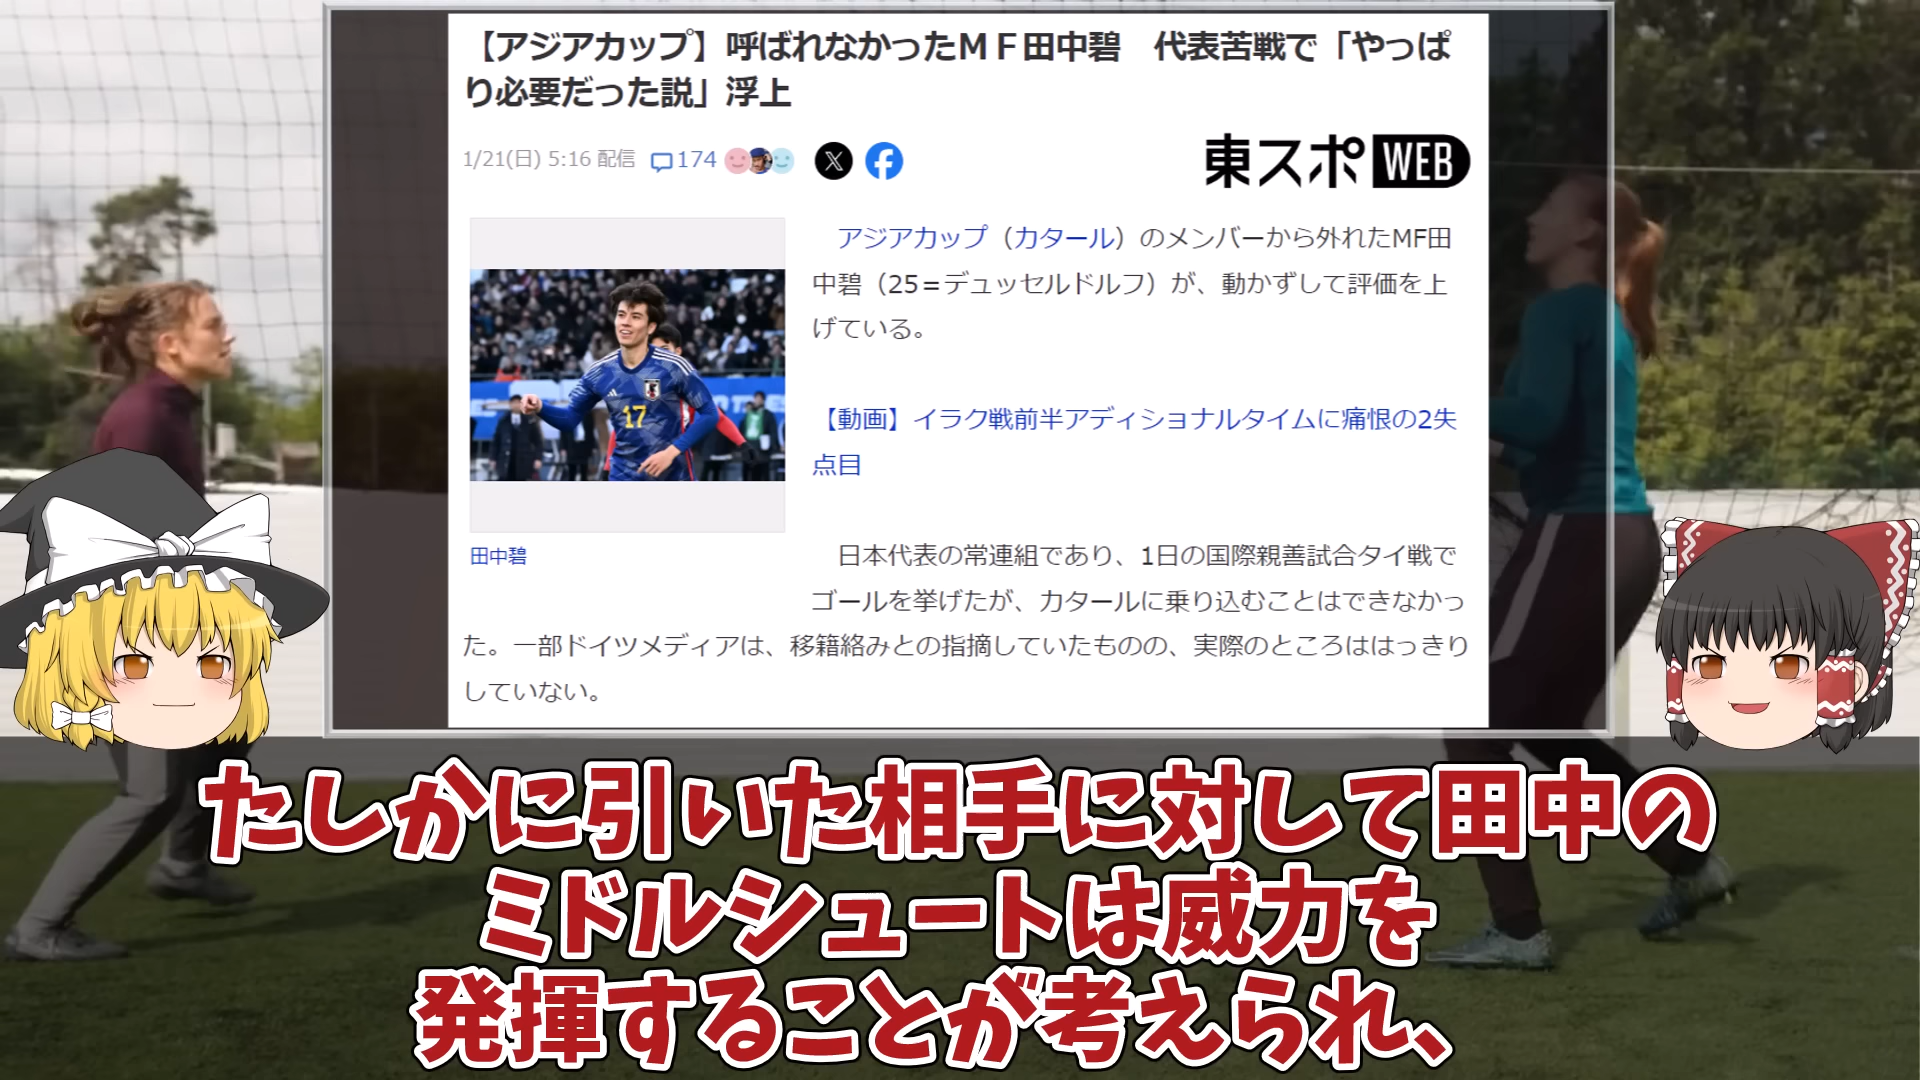 【アジアカップ】呼ばれなかったＭＦ田中碧　代表苦戦で「やっぱ
り必要だった説」浮上
1/21(日) 5:16 配信 174
東スポWEB
アジアカップ（カタール）のメンバーから外れたMF田
中碧（25＝デュッセルドルフ）が、動かずして評価を上
げている。
【動画】イラク戦前半アディショナルタイムに痛恨の2失
点目
17
田中碧
日本代表の常連組であり、1日の国際親善試合タイ戦で
ゴールを挙げたが、カタールに乗り込むことはできなかっ
た。一部ドイツメディアは、移籍絡みとの指摘していたものの、実際のところははっきり
していない。
たしかに引いた相手に対して田中の
ミドルシュートは威力を
発揮することが考えられ、